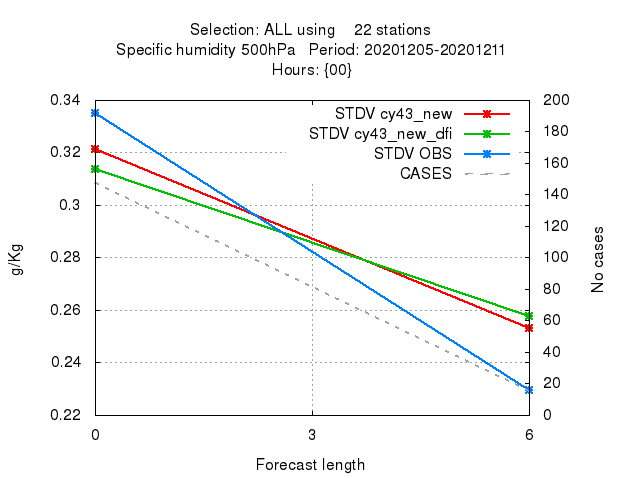 Selection: ALL using    22 stations
Specific humidity 500hPa   Period: 20201205-20201211
Hours: {00}
STDV cy43_new
STDV cy43_new_dfi
STDV OBS
CASES
g/Kg
0.34
0.32
0.3
0.28
0.26
0.24
0.22
200
180
160
140
120
100
80
60
40
20
0
No cases
0 3 6
Forecast length